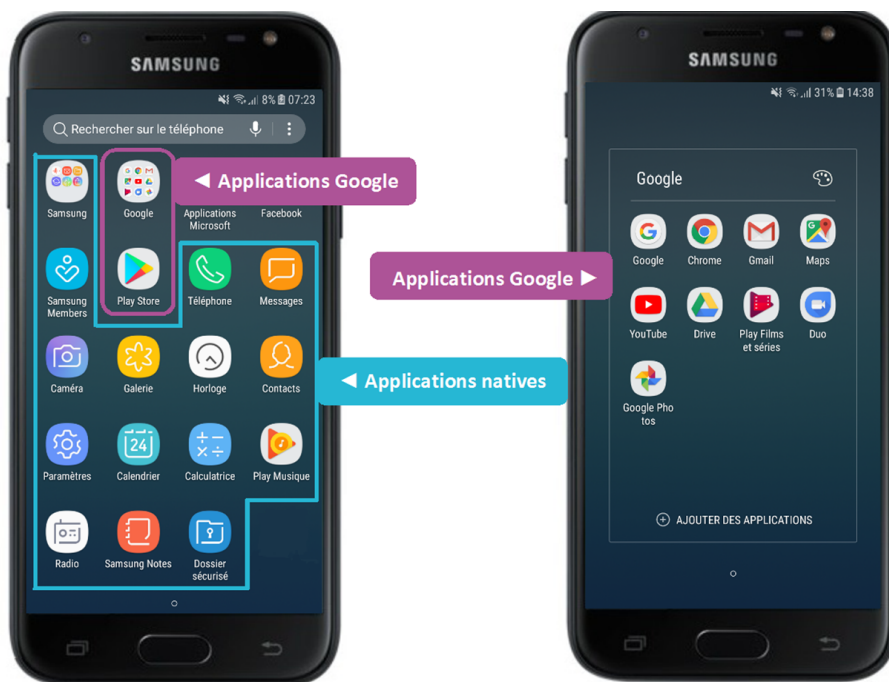 SAMSUNG
8% 07:23
Rechercher sur le téléphone
Samsung
Google
Applications
Microsoft
Facebook
◄ Applications Google
Samsung
Members
Play Store
Téléphone
Messages
Caméra
Galerie
Horloge
Contacts
◄ Applications natives
Paramètres
24
Calendrier
Calculatrice
Play Musique
Radio
Samsung Notes
Dossier
sécurisé
SAMSUNG
31% 14:38
Google
Google
Chrome
Gmail
Maps
Applications Google ►
YouTube
Drive
Play Films
et séries
Duo
Google Pho
tos
AJOUTER DES APPLICATIONS